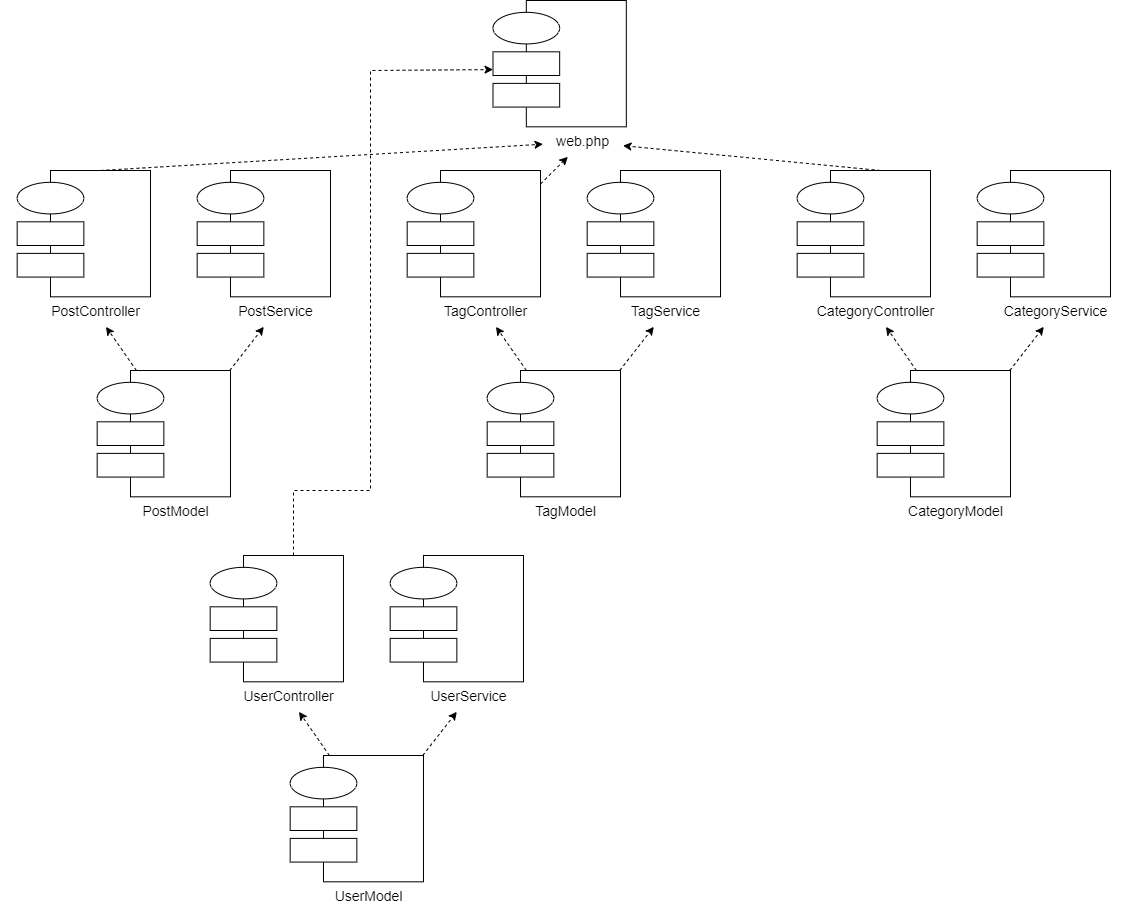 web.php
PostController
PostService
TagController
TagService
CategoryController
CategoryService
PostModel
TagModel
CategoryModel
UserController
UserService
UserModel